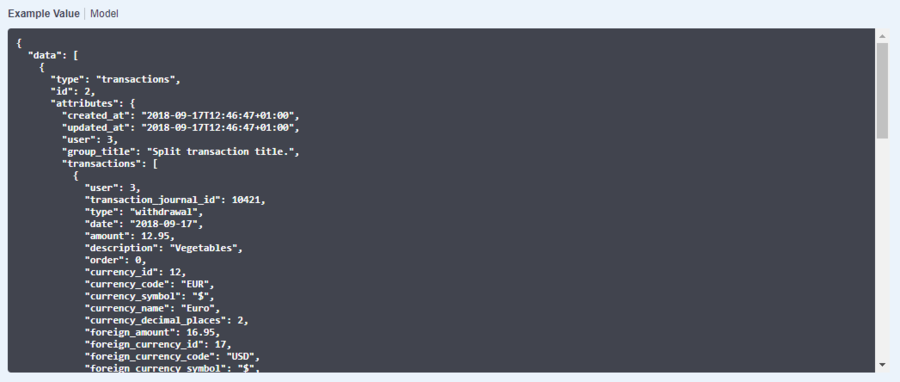 Example Value | Model
{
  "data": [
    {
      "type": "transactions",
      "id": 2,
      "attributes": {
        "created_at": "2018-09-17T12:46:47+01:00",
        "updated_at": "2018-09-17T12:46:47+01:00",
        "user": 3,
        "group_title": "Split transaction title.",
        "transactions": [
          {
            "user": 3,
            "transaction_journal_id": 10421,
            "type": "withdrawal",
            "date": "2018-09-17",
            "amount": 12.95,
            "description": "Vegetables",
            "order": 0,
            "currency_id": 12,
            "currency_code": "EUR",
            "currency_symbol": "$",
            "currency_name": "Euro",
            "currency_decimal_places": 2,
            "foreign_amount": 16.95,
            "foreign_currency_id": 17,
            "foreign_currency_code": "USD",
            "foreign_currency_symbol": "$",